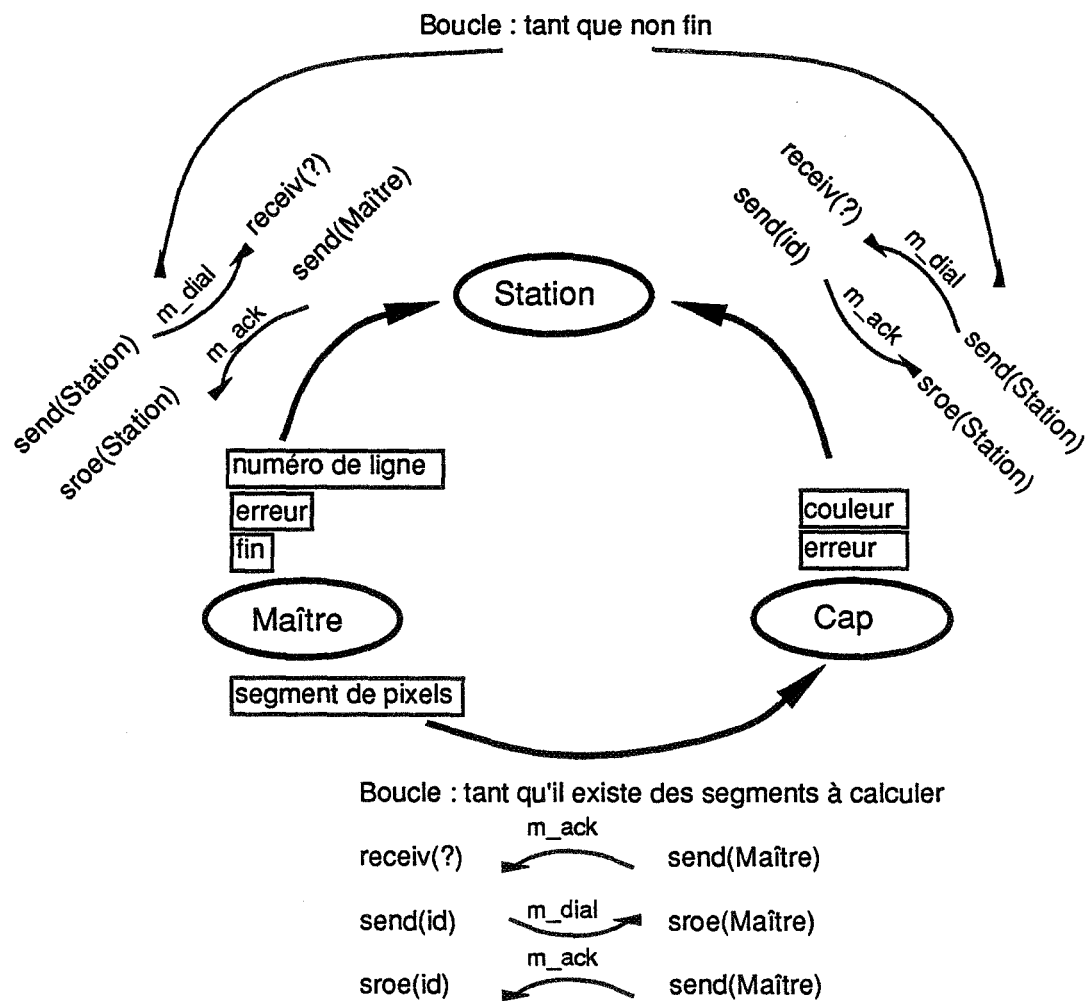 Boucle : tant que non fin
receiv(?)
m_dial
send(Maître)
m_ack
send(Station)
sroe(Station)
receiv(?)
send(id)
m_dial
m_ack
send(Station)
sroe(Station)
Station
numéro de ligne
erreur
fin
couleur
erreur
Maître
Cap
segment de pixels
Boucle : tant qu'il existe des segments à calculer
m_ack
receiv(?) send(Maître)
m_dial
send(id) sroe(Maître)
m_ack
sroe(id) send(Maître)